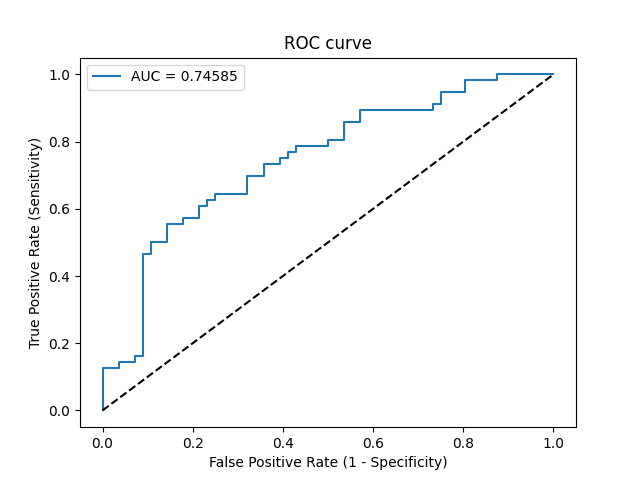 ROC curve
AUC = 0.74585
True Positive Rate (Sensitivity)
1.0
0.8
0.6
0.4
0.2
0.0
0.0 0.2 0.4 0.6 0.8 1.0
False Positive Rate (1 - Specificity)